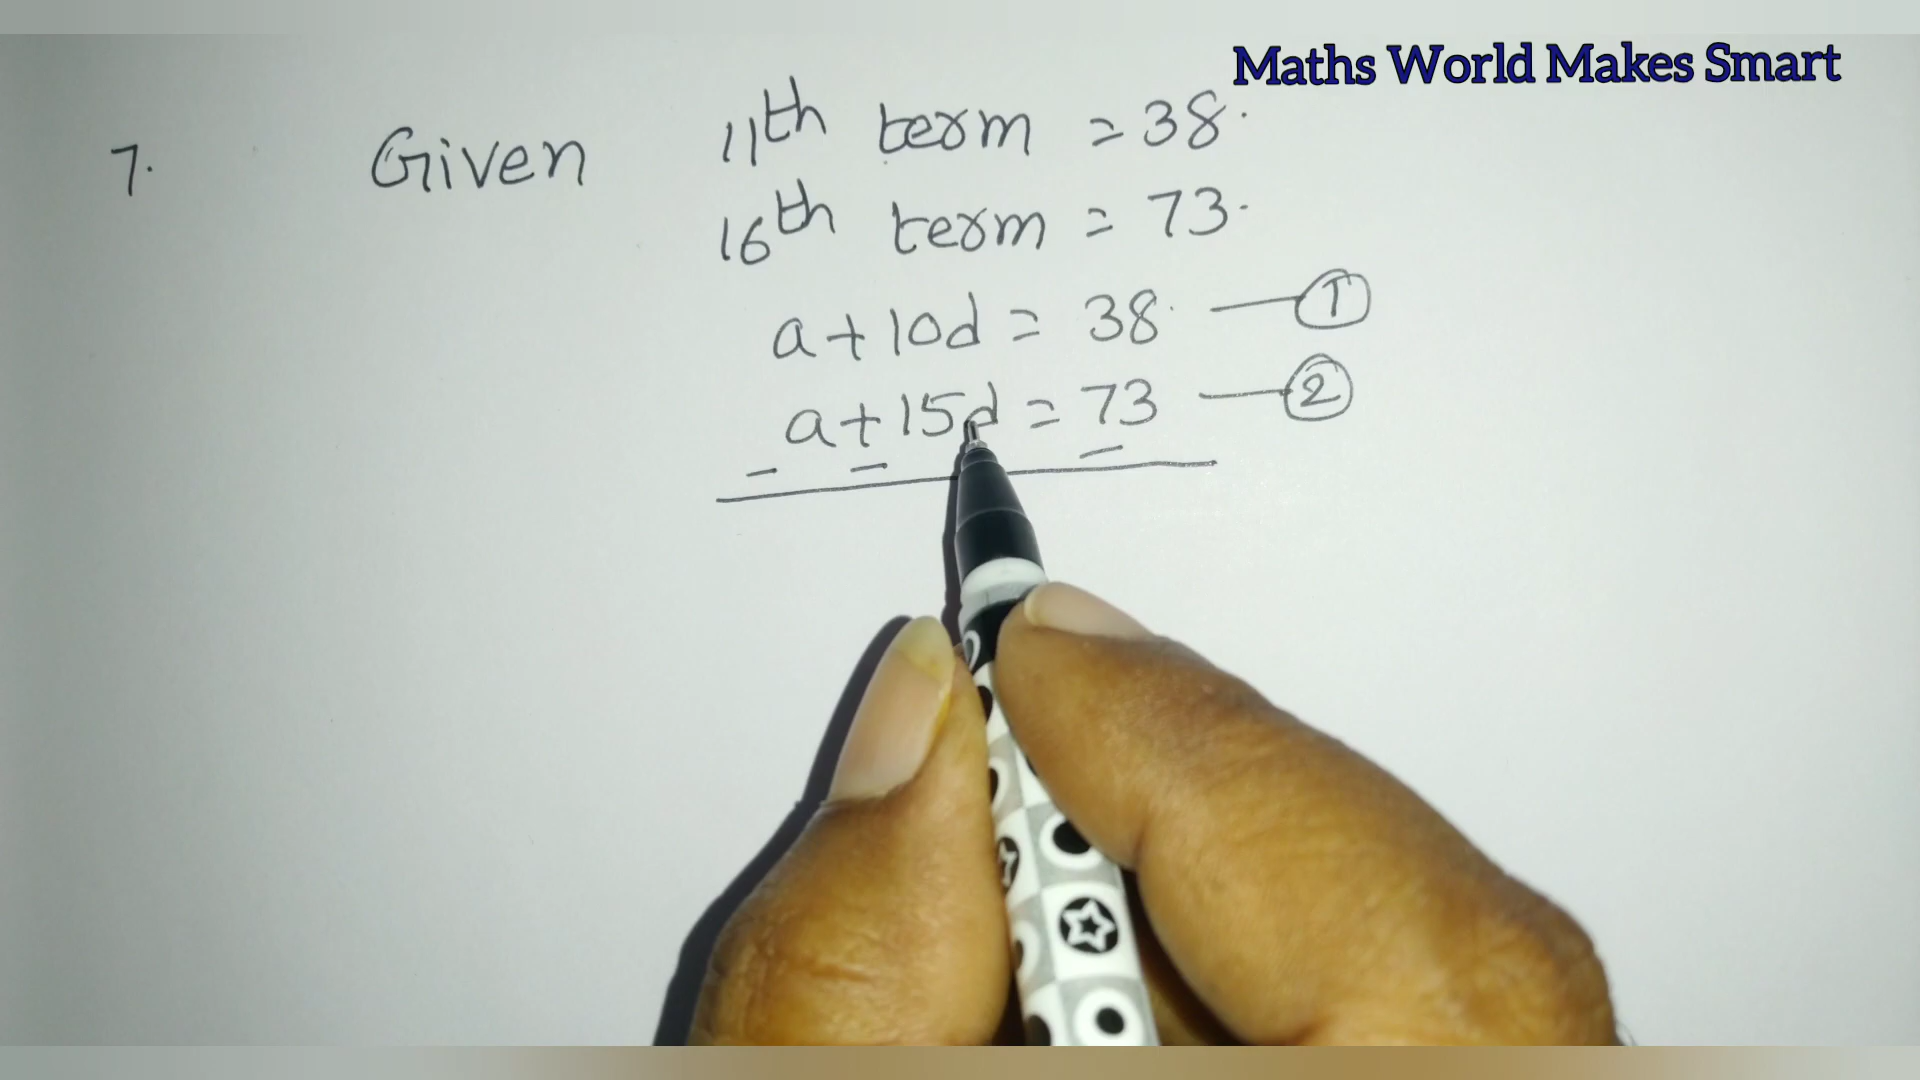 Maths World Makes Smart
7. Given 11th term = 38.
16th term = 73.
a + 10d = 38. — ①
a + 15d = 73 — ②
− − −